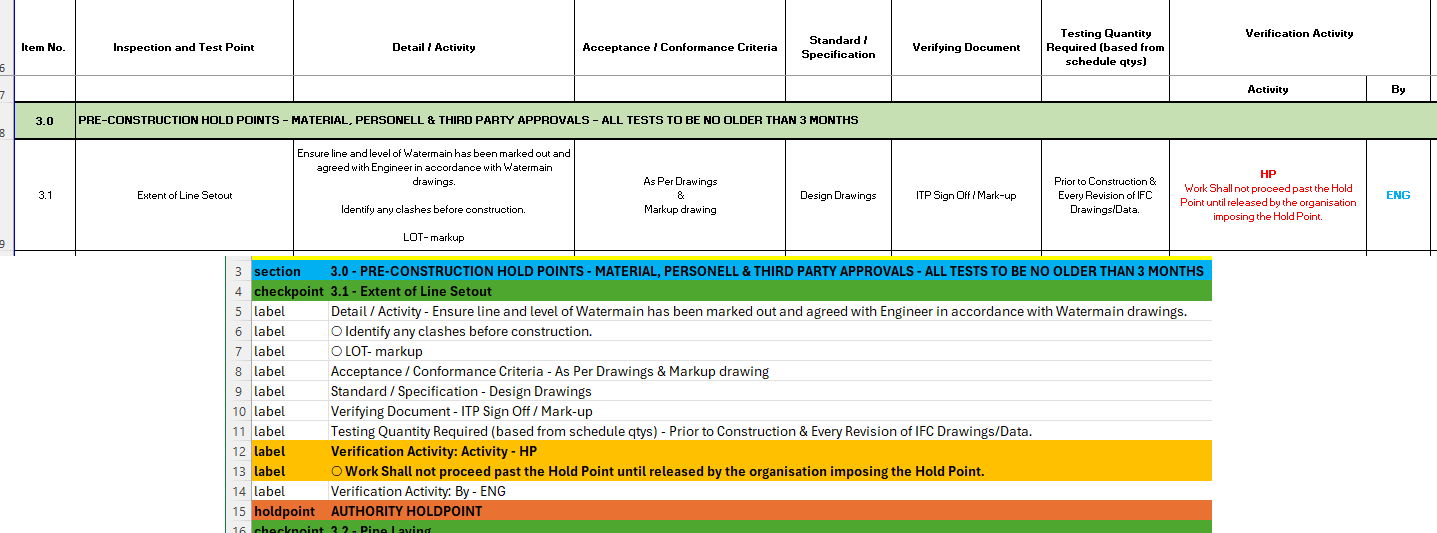 Item No.
Inspection and Test Point
Detail / Activity
Acceptance / Conformance Criteria
Standard /
Specification
Verifying Document
Testing Quantity
Required (based from
schedule qtys)
Verification Activity
6
7
Activity
By
8
3.0
PRE-CONSTRUCTION HOLD POINTS - MATERIAL, PERSONELL & THIRD PARTY APPROVALS - ALL TESTS TO BE NO OLDER THAN 3 MONTHS
9
3.1
Extent of Line Setout
Ensure line and level of Watermain has been marked out and
agreed with Engineer in accordance with Watermain
drawings.
Identify any clashes before construction.
LOT- markup
As Per Drawings
&
Markup drawing
Design Drawings
ITP Sign Off / Mark-up
Prior to Construction &
Every Revision of IFC
Drawings/Data.
HP
Work Shall not proceed past the Hold
Point until released by the organisation
imposing the Hold Point.
ENG
3 section 3.0 - PRE-CONSTRUCTION HOLD POINTS - MATERIAL, PERSONELL & THIRD PARTY APPROVALS - ALL TESTS TO BE NO OLDER THAN 3 MONTHS
4 checkpoint 3.1 - Extent of Line Setout
5 label Detail / Activity - Ensure line and level of Watermain has been marked out and agreed with Engineer in accordance with Watermain drawings.
6 label ○ Identify any clashes before construction.
7 label ○ LOT- markup
8 label Acceptance / Conformance Criteria - As Per Drawings & Markup drawing
9 label Standard / Specification - Design Drawings
10 label Verifying Document - ITP Sign Off / Mark-up
11 label Testing Quantity Required (based from schedule qtys) - Prior to Construction & Every Revision of IFC Drawings/Data.
12 label Verification Activity: Activity - HP
13 label ○ Work Shall not proceed past the Hold Point until released by the organisation imposing the Hold Point.
14 label Verification Activity: By - ENG
15 holdpoint AUTHORITY HOLDPOINT
16 checkpoint 3.2 - Pipe Laying